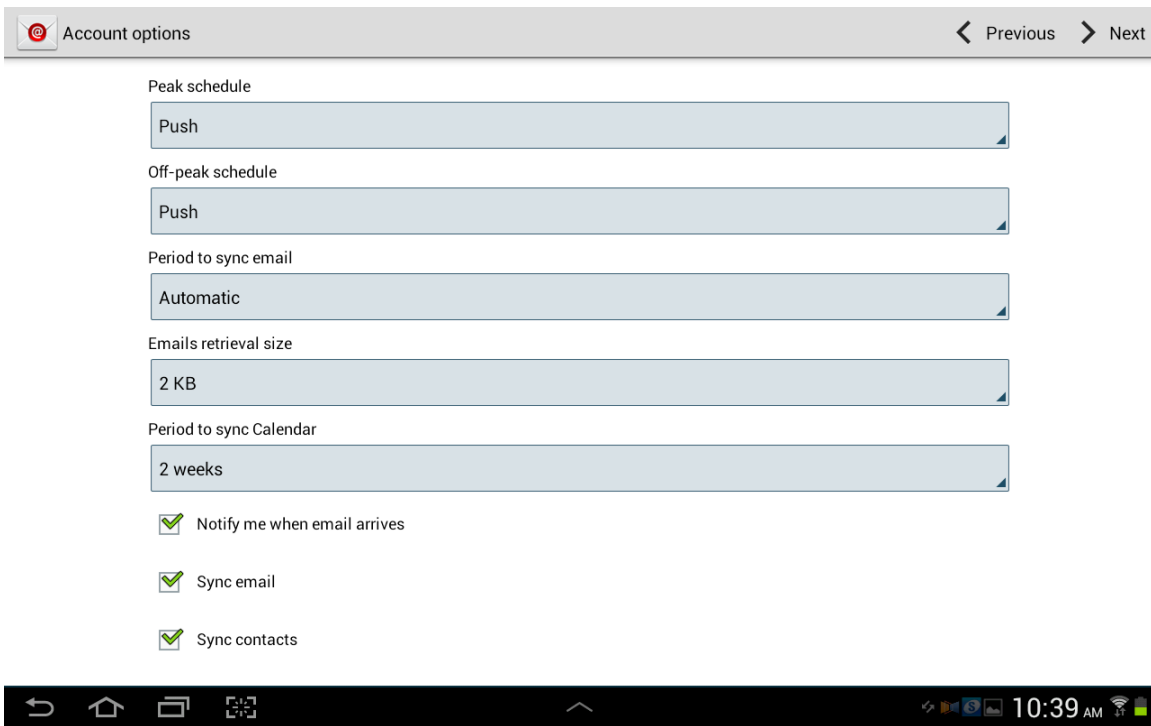 @ Account options Previous Next
Peak schedule
Push
Off-peak schedule
Push
Period to sync email
Automatic
Emails retrieval size
2 KB
Period to sync Calendar
2 weeks
Notify me when email arrives
Sync email
Sync contacts
S 10:39 AM